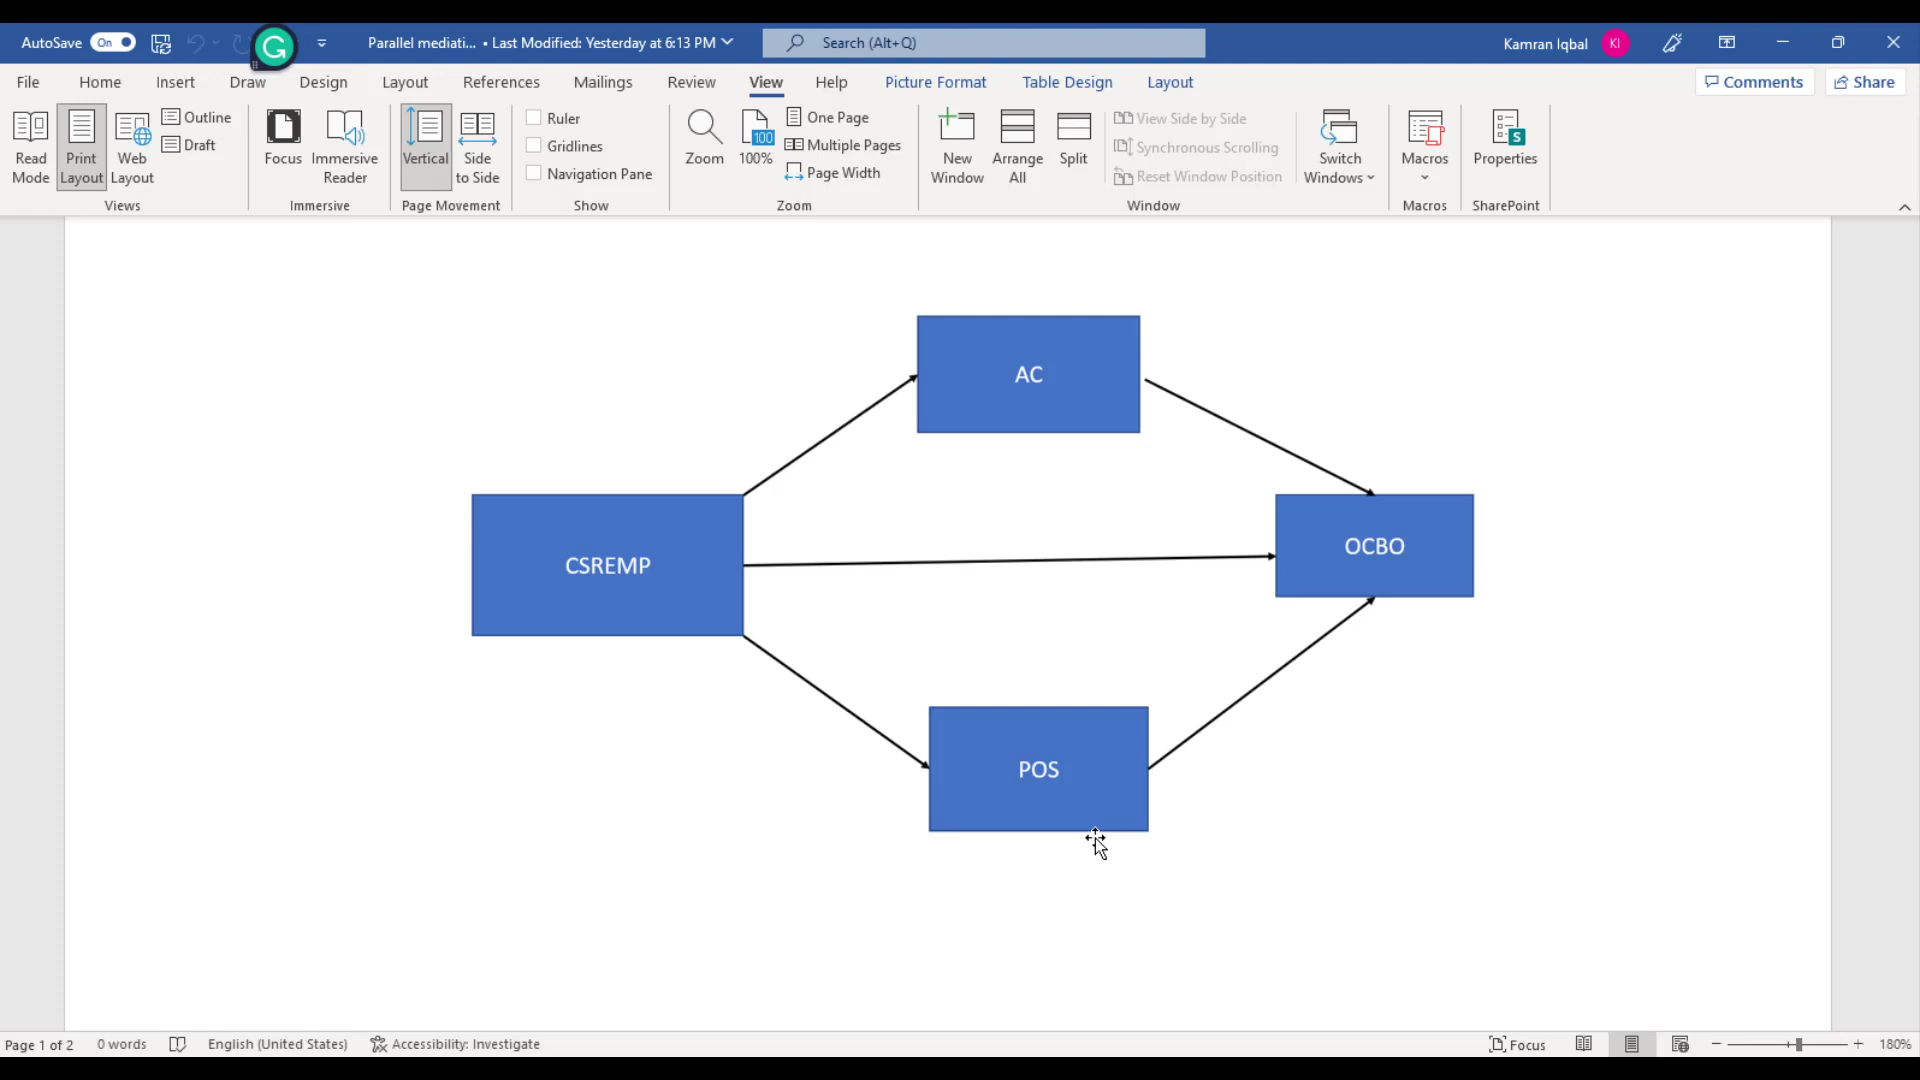 AutoSave On Parallel mediati... • Last Modified: Yesterday at 6:13 PM Search (Alt+Q) Kamran Iqbal KI
File Home Insert Draw Design Layout References Mailings Review View Help Picture Format Table Design Layout Comments Share
Read Mode
Print Layout
Web Layout
Outline
Draft
Views
Focus
Immersive Reader
Immersive
Vertical
Side to Side
Page Movement
Ruler
Gridlines
Navigation Pane
Show
Zoom
100
100%
One Page
Multiple Pages
Page Width
Zoom
New Window
Arrange All
Split
View Side by Side
Synchronous Scrolling
Reset Window Position
Switch Windows
Window
Macros
Macros
S
Properties
SharePoint
AC
CSREMP
OCBO
POS
Page 1 of 2 0 words English (United States) Accessibility: Investigate Focus 180%